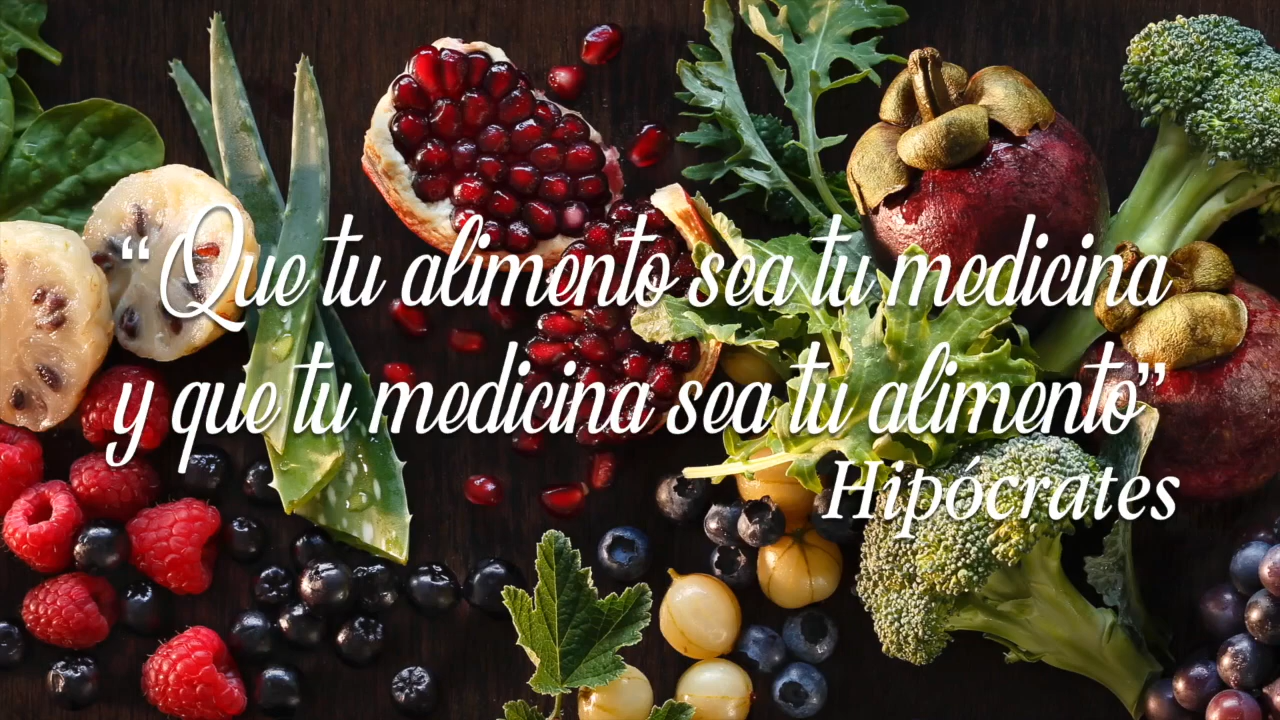 “Que tu alimento sea tu medicina
y que tu medicina sea tu alimento”
Hipócrates